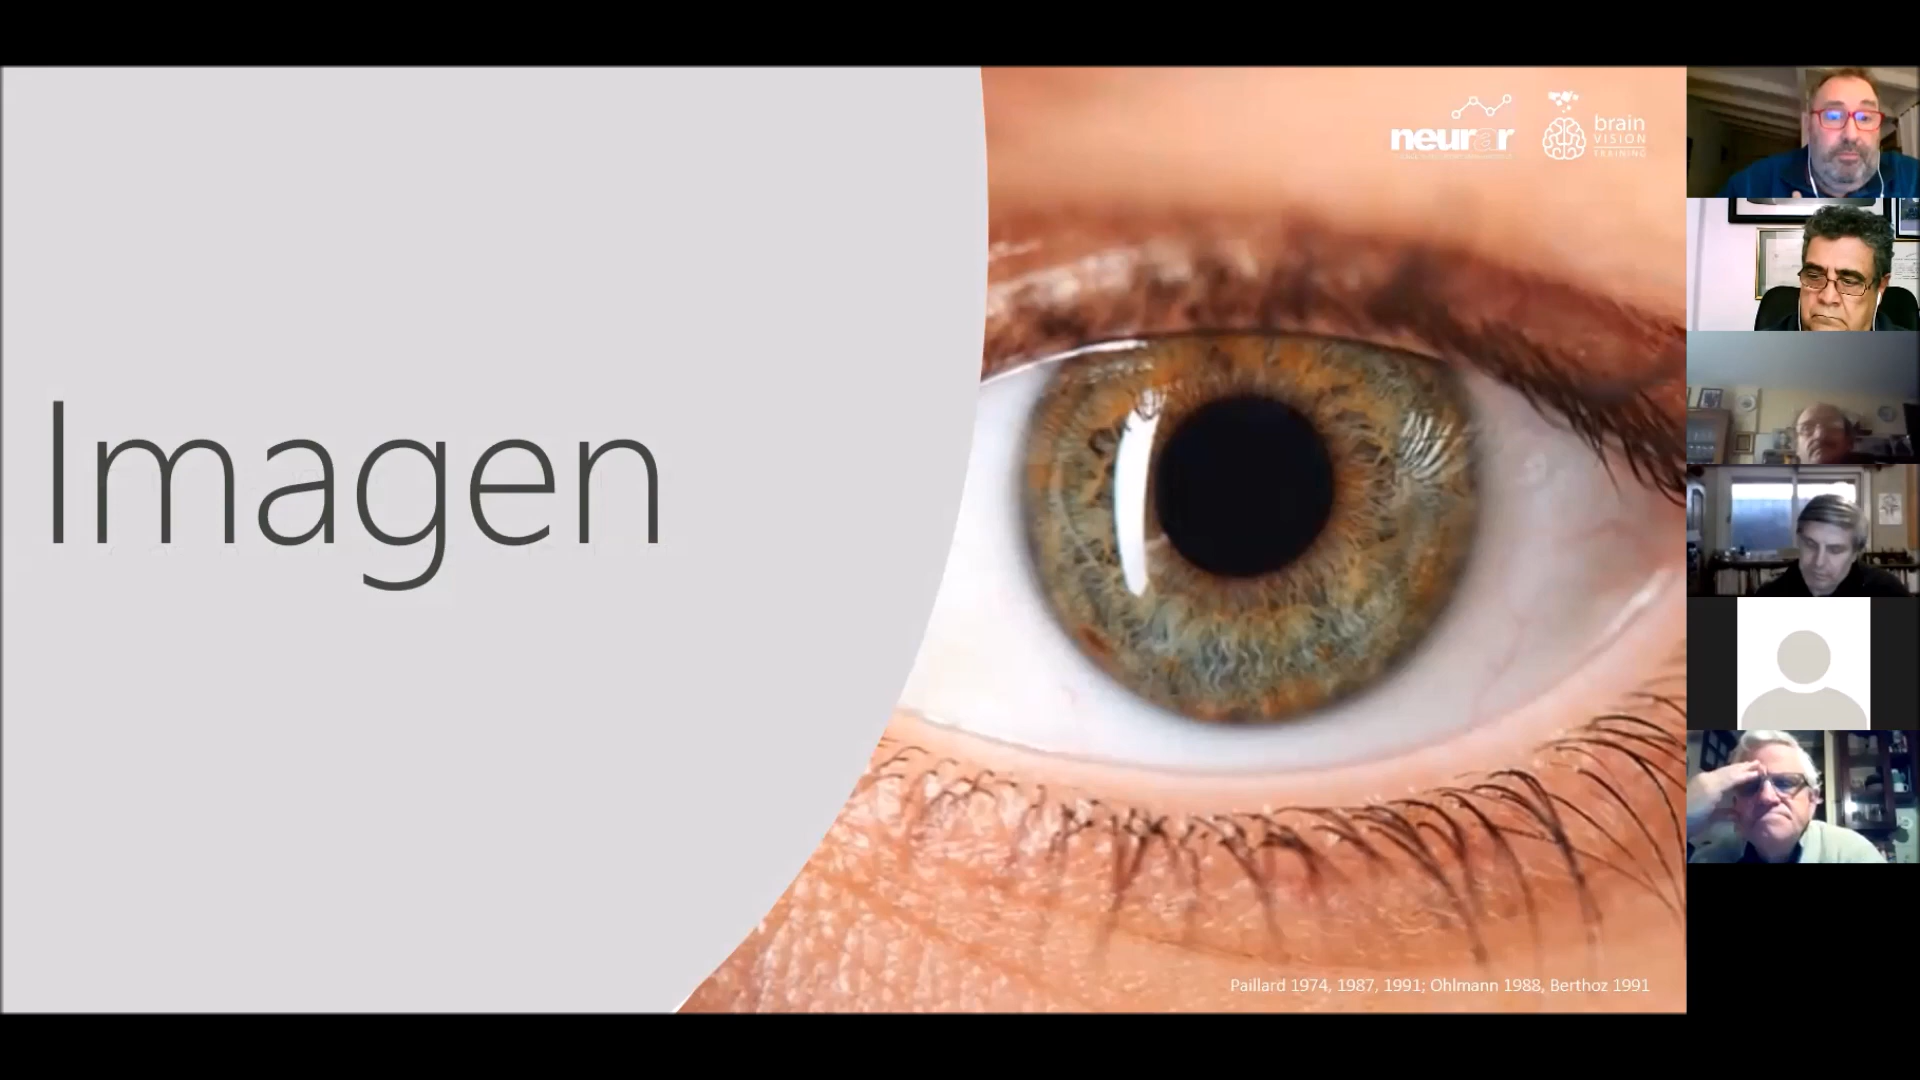 Imagen
neurar
brain
VISION
TRAINING
Paillard 1974, 1987, 1991; Ohlmann 1988, Berthoz 1991